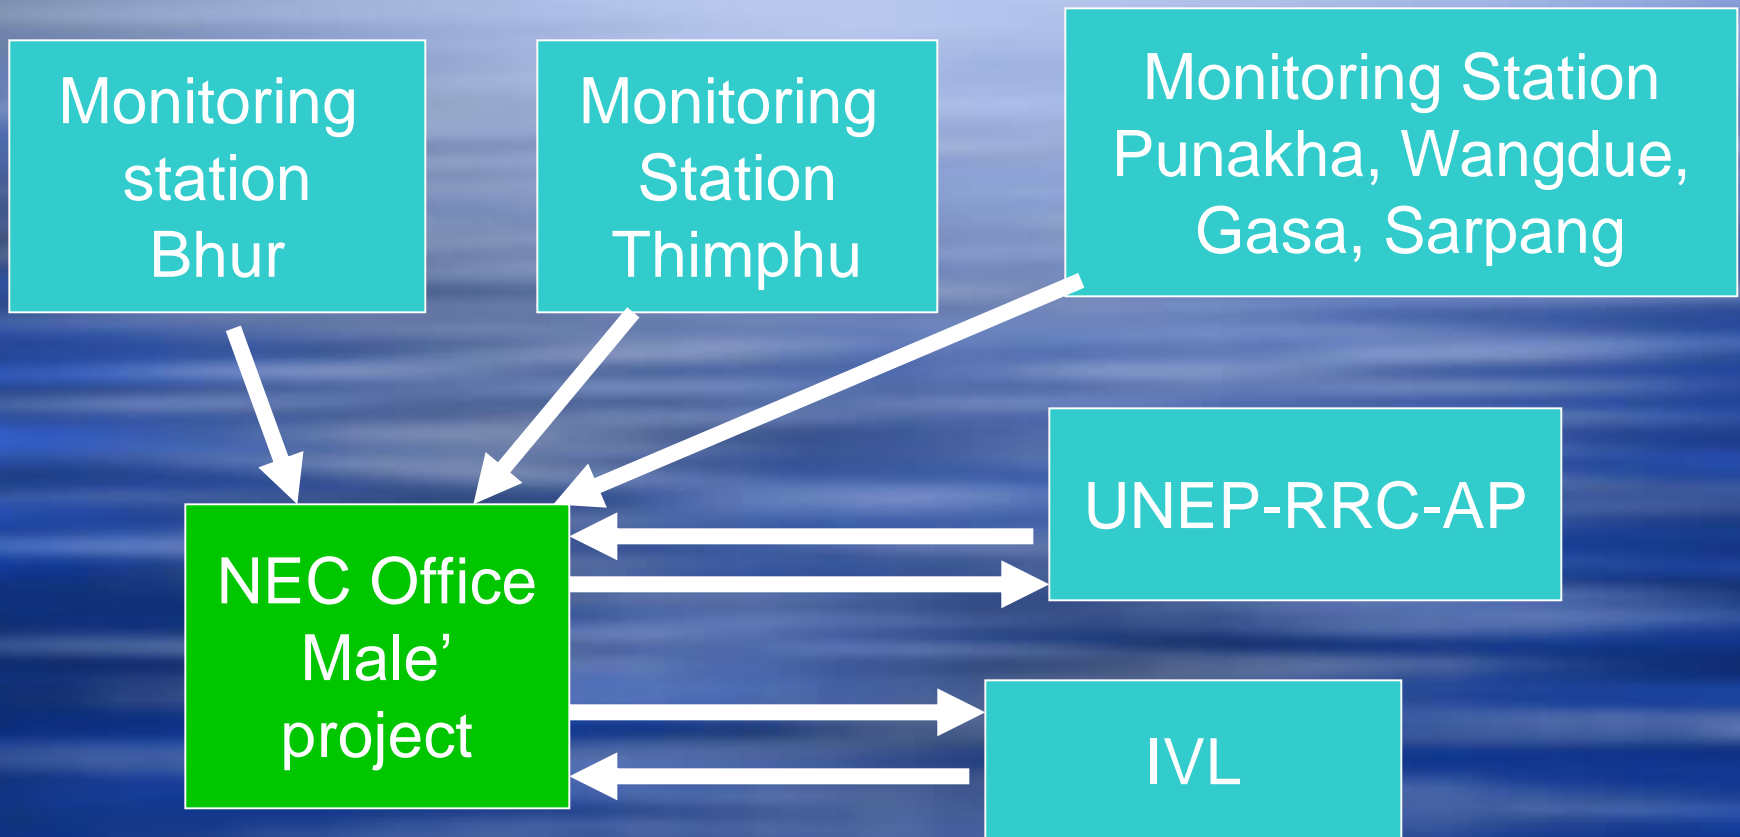 Monitoring
station
Bhur
Monitoring
Station
Thimphu
Monitoring Station
Punakha, Wangdue,
Gasa, Sarpang
UNEP-RRC-AP
NEC Office
Male’
project
IVL